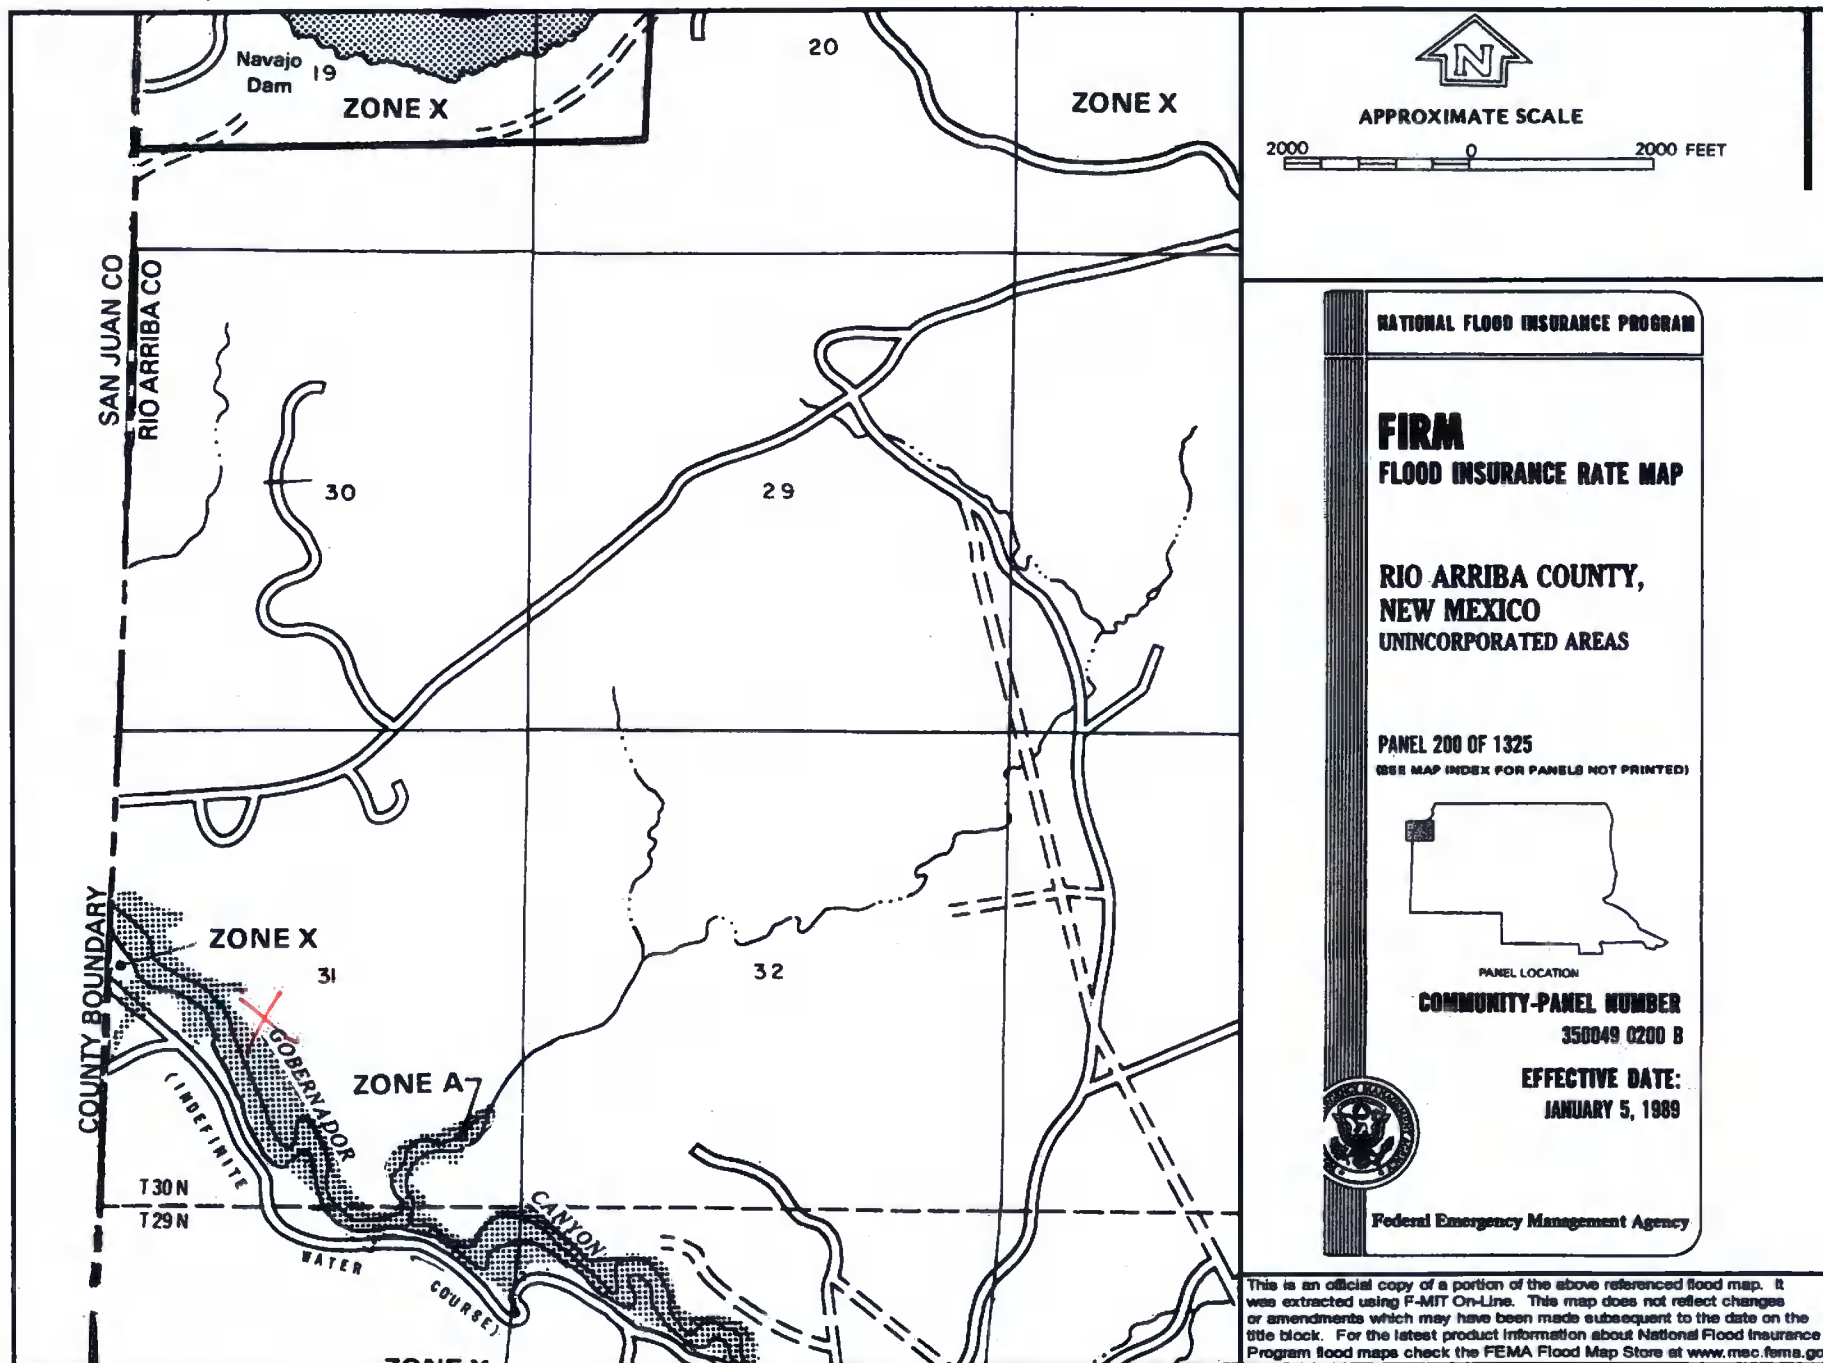 Navajo
Dam
19
ZONE X
20
ZONE X
SAN JUAN CO
RIO ARRIBA CO
30
29
ZONE X
31
32
COUNTY BOUNDARY
GOBERNADOR
ZONE A
(INDEFINITE
T30N
T29N
CANYON
WATER
COURSE)
N
APPROXIMATE SCALE
2000 0 2000 FEET
NATIONAL FLOOD INSURANCE PROGRAM
FIRM
FLOOD INSURANCE RATE MAP
RIO ARRIBA COUNTY,
NEW MEXICO
UNINCORPORATED AREAS
PANEL 200 OF 1325
(SEE MAP INDEX FOR PANELS NOT PRINTED)
PANEL LOCATION
COMMUNITY-PANEL NUMBER
350049 0200 B
EFFECTIVE DATE:
JANUARY 5, 1989
Federal Emergency Management Agency
This is an official copy of a portion of the above referenced flood map. It
was extracted using F-MIT On-Line. This map does not reflect changes
or amendments which may have been made subsequent to the date on the
title block. For the latest product information about National Flood Insurance
Program flood maps check the FEMA Flood Map Store at www.msc.fema.go